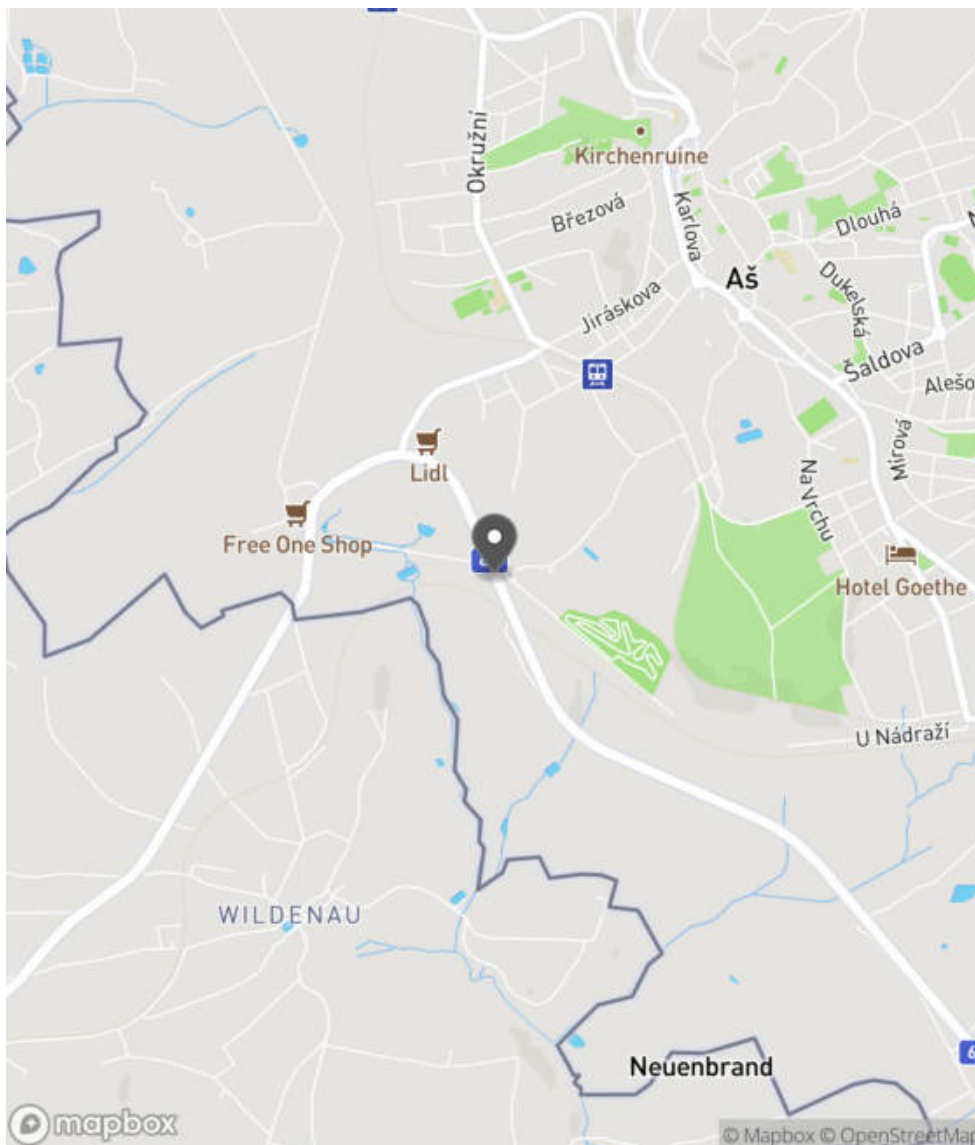 Okružní
Kirchenruine
Březová
Karlova
Dlouhá
Aš
Dukelská
Jiráskova
Šaldova
Mírová
Na Vrchu
Lidl
Free One Shop
Hotel Goethe
U Nádraží
WILDENAU
6
Neuenbrand
mapbox
© Mapbox © OpenStreetMap